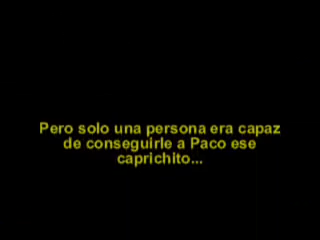 Pero solo una persona era capaz
de conseguirle a Paco ese
caprichito...